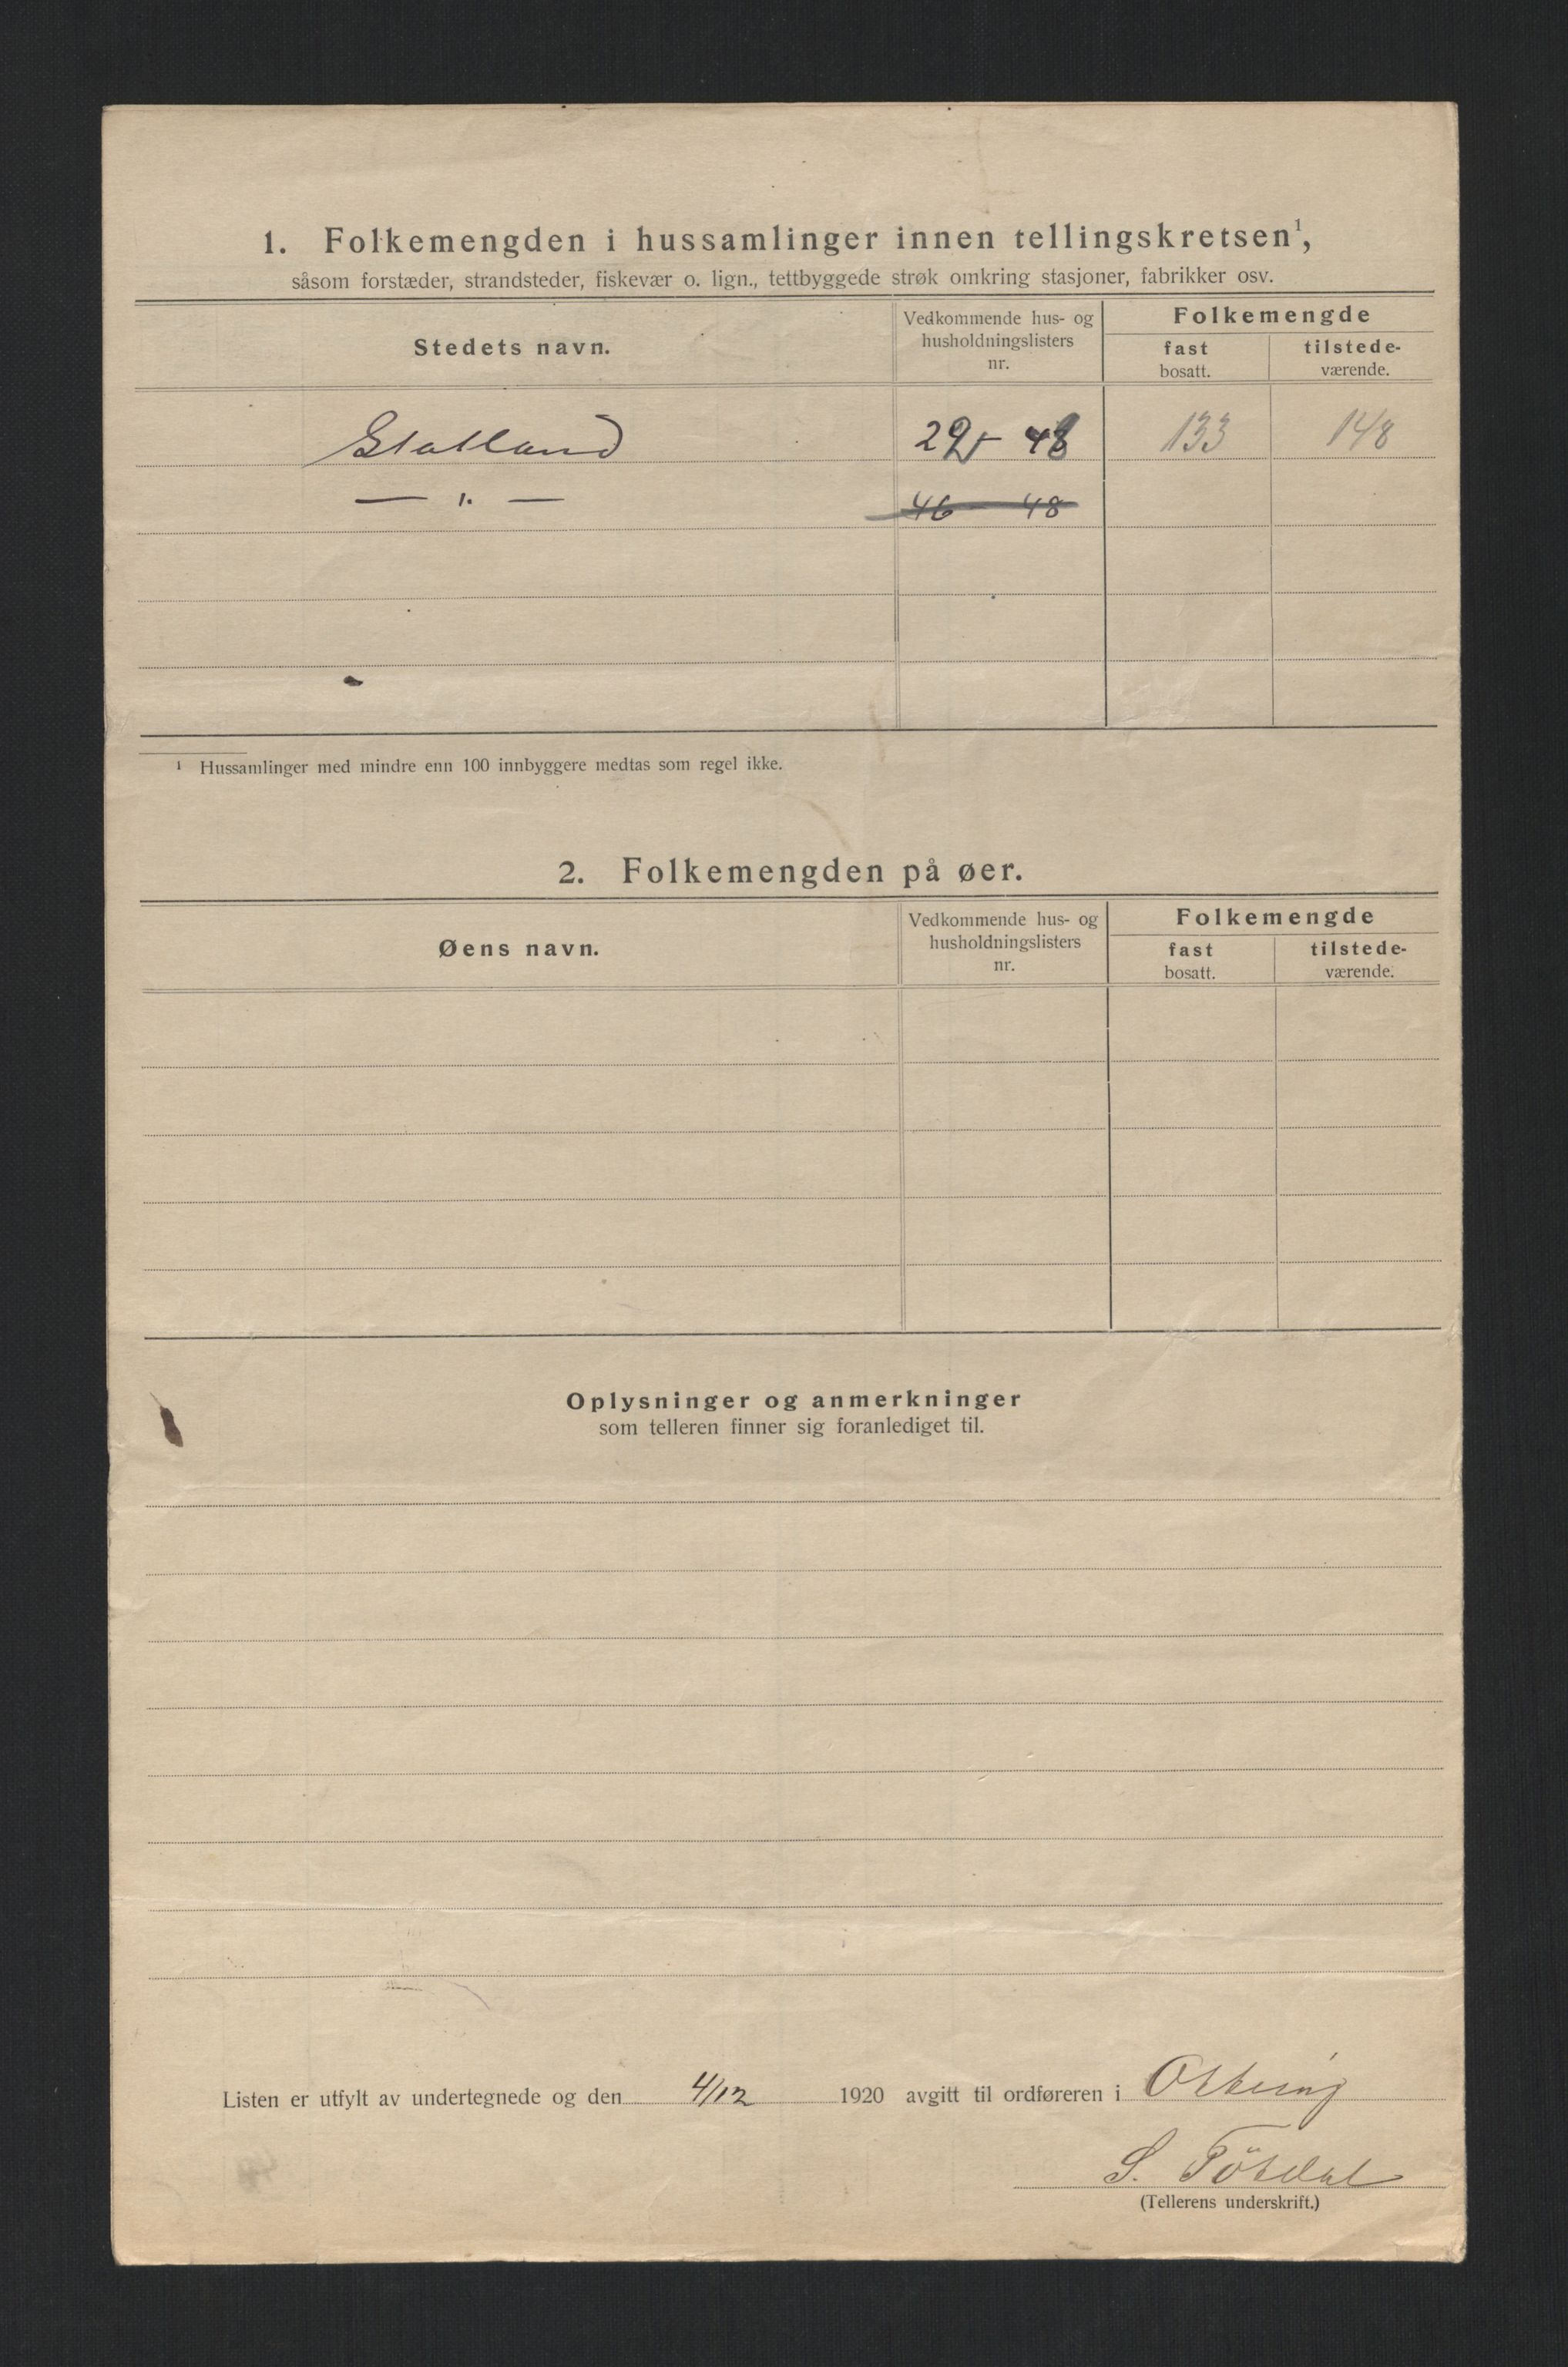 1. Folkemengden i hussamlinger innen tellingskretsen¹,
såsom forstæder, strandsteder, fiskevær o. lign., tettbyggede strøk omkring stasjoner, fabrikker osv.
Stedets navn.
Vedkommende hus- og
husholdningslisters
nr.
Folkemengde
fast
bosatt.
tilstede-
værende.
Statland 29 - 48 133 148
— " — 46 - 48
¹ Hussamlinger med mindre enn 100 innbyggere medtas som regel ikke.
2. Folkemengden på øer.
Øens navn.
Vedkommende hus- og
husholdningslisters
nr.
Folkemengde
fast
bosatt.
tilstede-
værende.
Oplysninger og anmerkninger
som telleren finner sig foranlediget til.
Listen er utfylt av undertegnede og den 4/12 1920 avgitt til ordføreren i
S.
(Tellerens underskrift.)